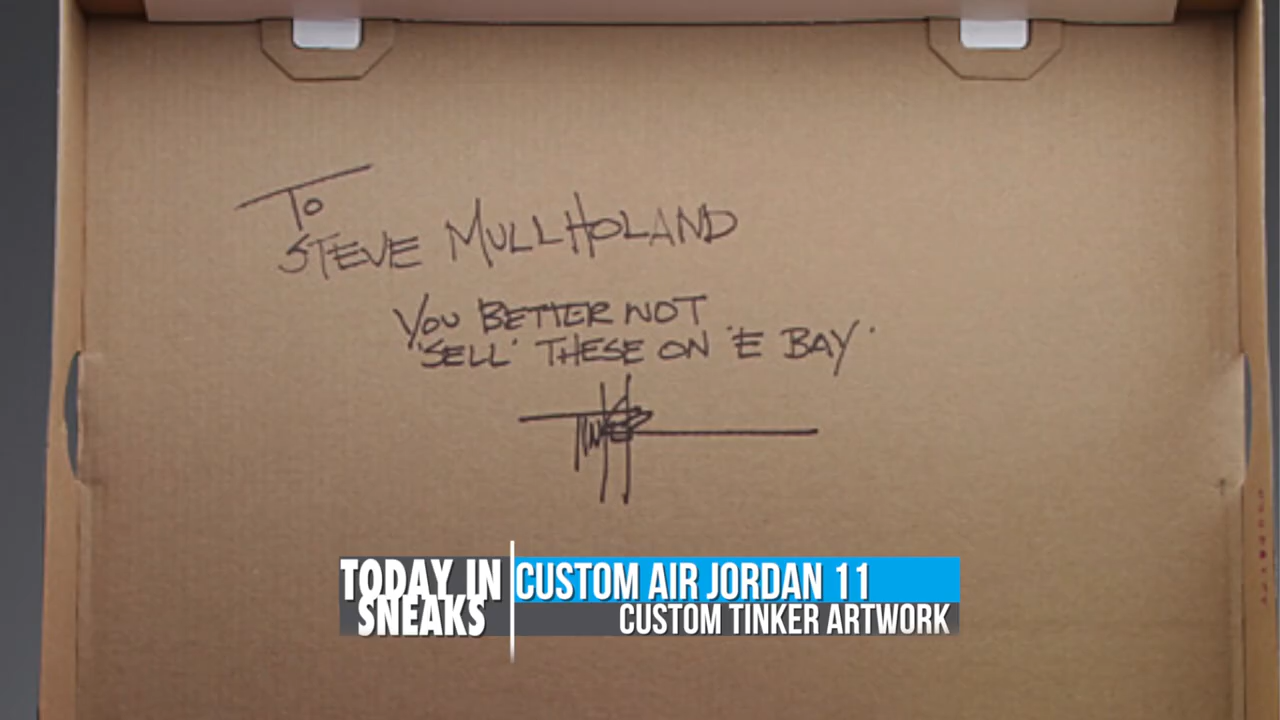 To
STEVE MULLHOLAND
YOU BETTER NOT
'SELL' THESE ON 'E BAY'
TINKER
TODAY IN
SNEAKS
CUSTOM AIR JORDAN 11
CUSTOM TINKER ARTWORK